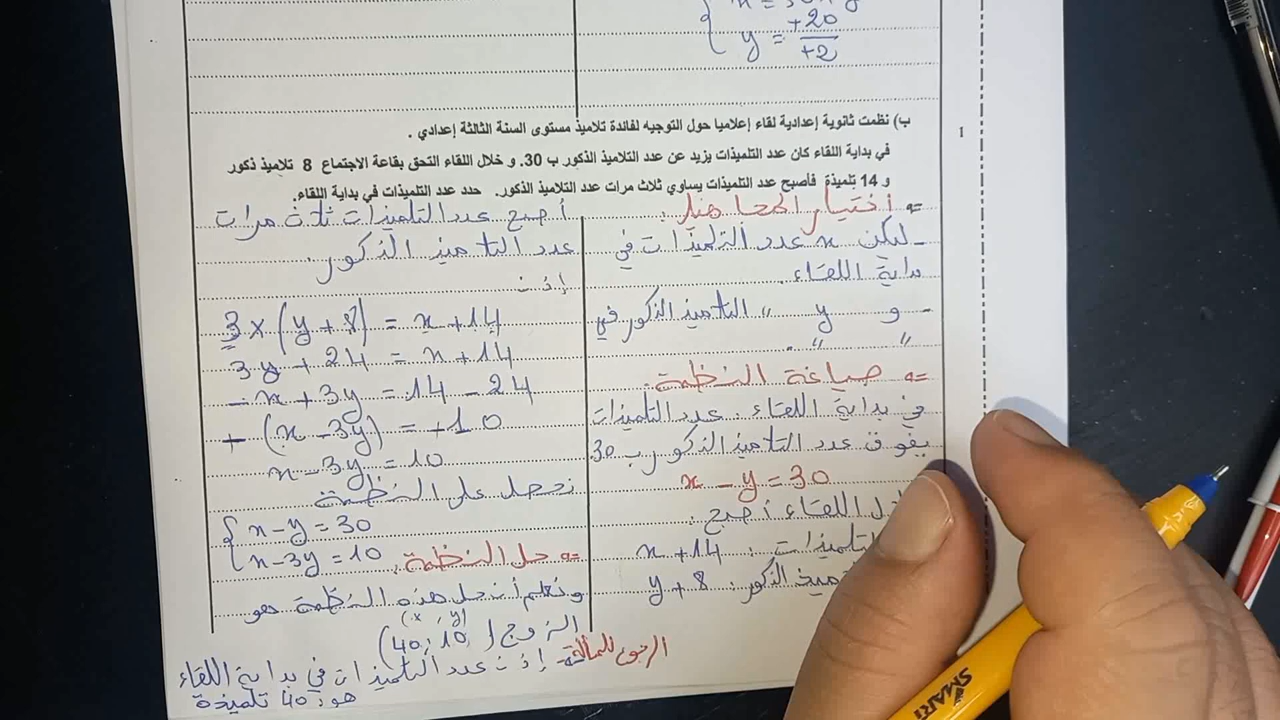 y = +20 / +2
ب) نظمت ثانوية إعدادية لقاء إعلاميا حول التوجيه لفائدة تلاميذ مستوى السنة الثالثة إعدادي .
في بداية اللقاء كان عدد التلميذات يزيد عن عدد التلاميذ الذكور ب 30. و خلال اللقاء التحق بقاعة الاجتماع 8 تلاميذ ذكور
و 14 تلميذة فأصبح عدد التلميذات يساوي ثلاث مرات عدد التلاميذ الذكور. حدد عدد التلميذات في بداية اللقاء.
1
⇐ اختيار المجاهيل :
- ليكن x عدد التلميذات في
بداية اللقاء.
- و y " التلاميذ الذكور في
" " .
⇐ صياغة النظمة.
في بداية اللقاء. عدد التلميذات
يفوق عدد التلاميذ الذكور ب 30
x - y = 30
اللقاء أصبح :
التلميذات : x + 14
الذكور : y + 8
أصبح عدد التلميذات ثلاث مرات
عدد التلاميذ الذكور.
إذن
3 × (y + 8) = x + 14
3y + 24 = x + 14
- x + 3y = 14 - 24
- (x - 3y) = +10
x - 3y = 10
نحصل على النظمة
{ x - y = 30
x - 3y = 10
⇐ حل النظمة.
ونعلم أن حل هذه النظمة هو
(x , y)
الزوج (40 ; 10)
الرجوع للمسألة
إذن عدد التلميذات في بداية اللقاء
هو : 40 تلميذة
SMART